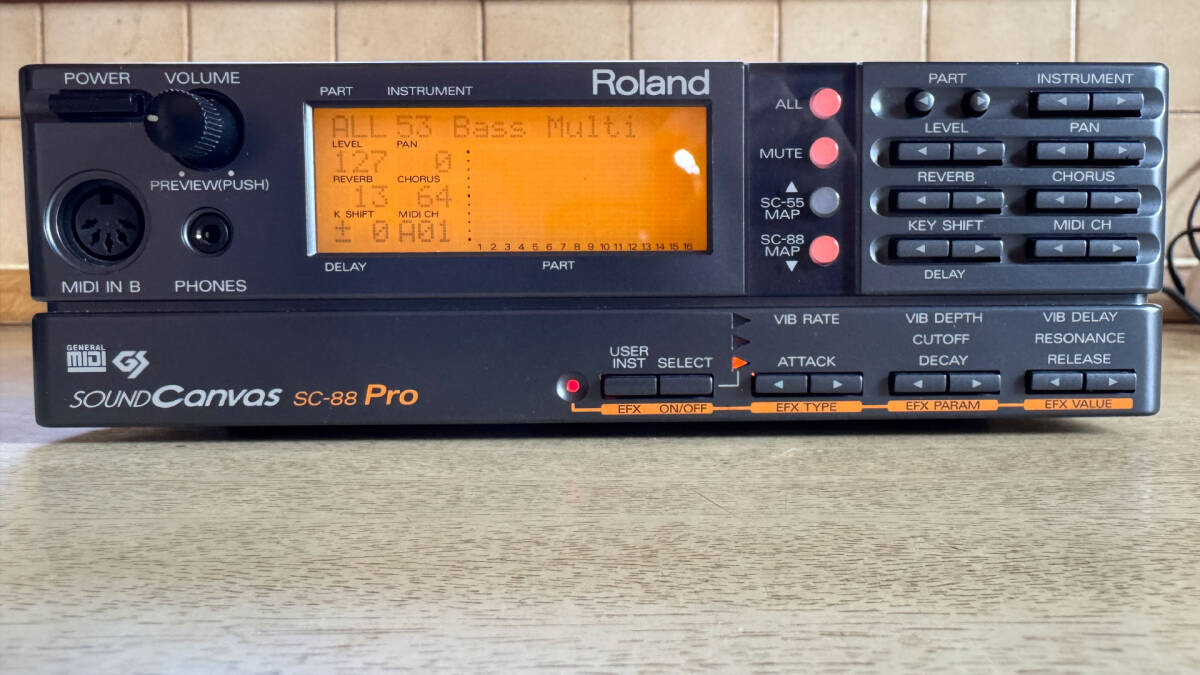 POWER VOLUME
PREVIEW(PUSH)
MIDI IN B PHONES
Roland
PART INSTRUMENT
ALL 53 Bass Multi
LEVEL PAN
127 0
REVERB CHORUS
13 64
K SHIFT MIDI CH
± 0 A01
1 2 3 4 5 6 7 8 9 10 11 12 13 14 15 16
DELAY PART
ALL
MUTE
▲
SC-55
MAP
SC-88
MAP
▼
PART INSTRUMENT
LEVEL PAN
REVERB CHORUS
KEY SHIFT MIDI CH
DELAY
GENERAL
MIDI GS
SOUND Canvas SC-88 Pro
USER
INST SELECT
EFX ON/OFF
VIB RATE VIB DEPTH VIB DELAY
CUTOFF RESONANCE
ATTACK DECAY RELEASE
EFX TYPE EFX PARAM EFX VALUE